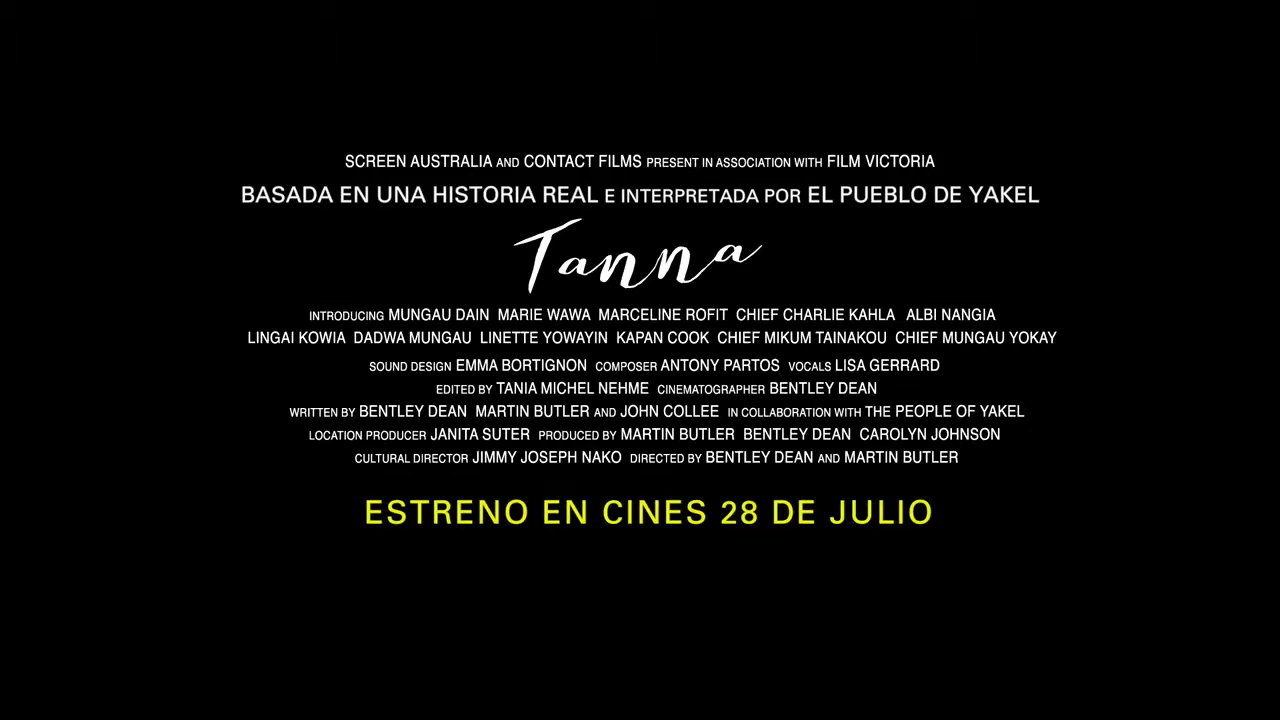 SCREEN AUSTRALIA AND CONTACT FILMS PRESENT IN ASSOCIATION WITH FILM VICTORIA
BASADA EN UNA HISTORIA REAL E INTERPRETADA POR EL PUEBLO DE YAKEL
Tanna
INTRODUCING MUNGAU DAIN MARIE WAWA MARCELINE ROFIT CHIEF CHARLIE KAHLA ALBI NANGIA
LINGAI KOWIA DADWA MUNGAU LINETTE YOWAYIN KAPAN COOK CHIEF MIKUM TAINAKOU CHIEF MUNGAU YOKAY
SOUND DESIGN EMMA BORTIGNON COMPOSER ANTONY PARTOS VOCALS LISA GERRARD
EDITED BY TANIA MICHEL NEHME CINEMATOGRAPHER BENTLEY DEAN
WRITTEN BY BENTLEY DEAN MARTIN BUTLER AND JOHN COLLEE IN COLLABORATION WITH THE PEOPLE OF YAKEL
LOCATION PRODUCER JANITA SUTER PRODUCED BY MARTIN BUTLER BENTLEY DEAN CAROLYN JOHNSON
CULTURAL DIRECTOR JIMMY JOSEPH NAKO DIRECTED BY BENTLEY DEAN AND MARTIN BUTLER
ESTRENO EN CINES 28 DE JULIO